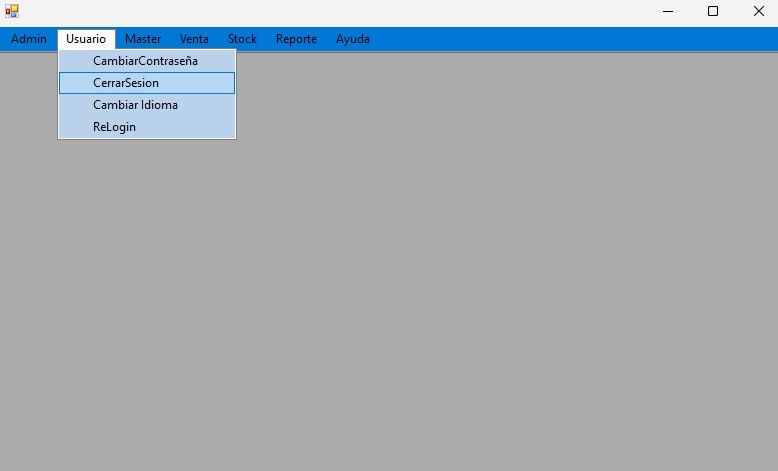 Admin Usuario Master Venta Stock Reporte Ayuda
CambiarContraseña
CerrarSesion
Cambiar Idioma
ReLogin